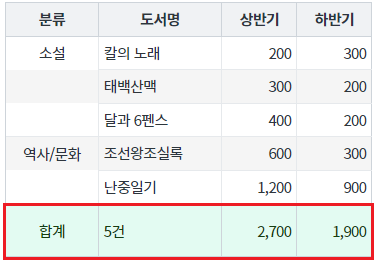 분류 도서명 상반기 하반기
소설 칼의 노래 200 300
태백산맥 300 200
달과 6펜스 400 200
역사/문화 조선왕조실록 600 300
난중일기 1,200 900
합계 5건 2,700 1,900